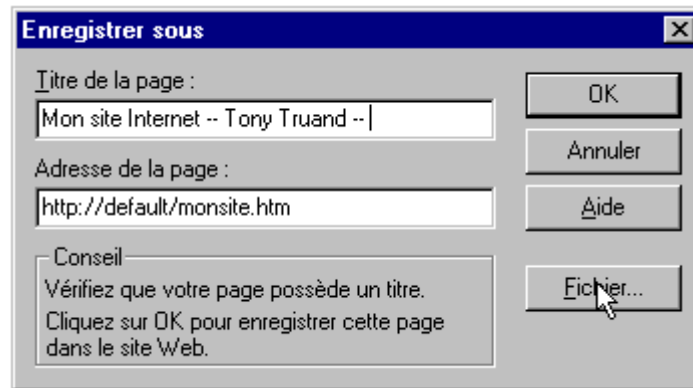 Enregistrer sous
Titre de la page :
Mon site Internet -- Tony Truand --
OK
Annuler
Adresse de la page :
http://default/monsite.htm
Aide
Conseil
Vérifiez que votre page possède un titre.
Cliquez sur OK pour enregistrer cette page
dans le site Web.
Fichier...